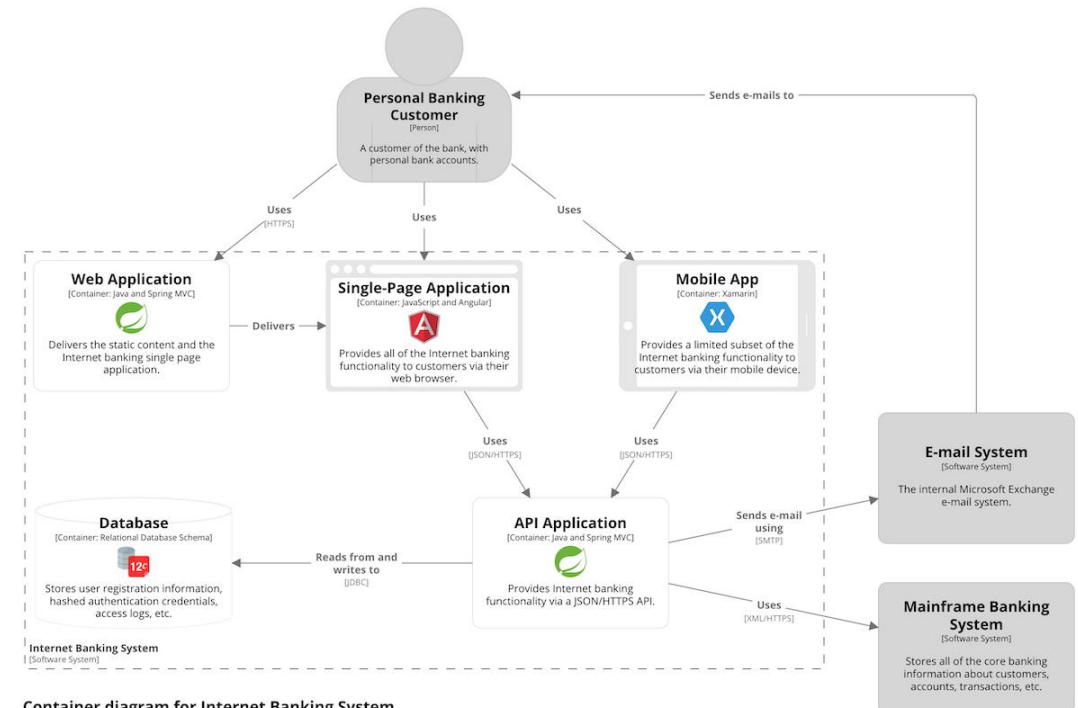 Personal Banking
Customer
[Person]
A customer of the bank, with
personal bank accounts.
Sends e-mails to
Uses
[HTTPS]
Uses
Uses
Web Application
[Container: Java and Spring MVC]
Delivers the static content and the
Internet banking single page
application.
Delivers
Single-Page Application
[Container: JavaScript and Angular]
A
Provides all of the Internet banking
functionality to customers via their
web browser.
Mobile App
[Container: Xamarin]
X
Provides a limited subset of the
Internet banking functionality to
customers via their mobile device.
Uses
[JSON/HTTPS]
Uses
[JSON/HTTPS]
E-mail System
[Software System]
The internal Microsoft Exchange
e-mail system.
Database
[Container: Relational Database Schema]
12c
Stores user registration information,
hashed authentication credentials,
access logs, etc.
Reads from and
writes to
[JDBC]
API Application
[Container: Java and Spring MVC]
Provides Internet banking
functionality via a JSON/HTTPS API.
Sends e-mail
using
[SMTP]
Uses
[XML/HTTPS]
Mainframe Banking
System
[Software System]
Stores all of the core banking
information about customers,
accounts, transactions, etc.
Internet Banking System
[Software System]
Container diagram for Internet Banking System